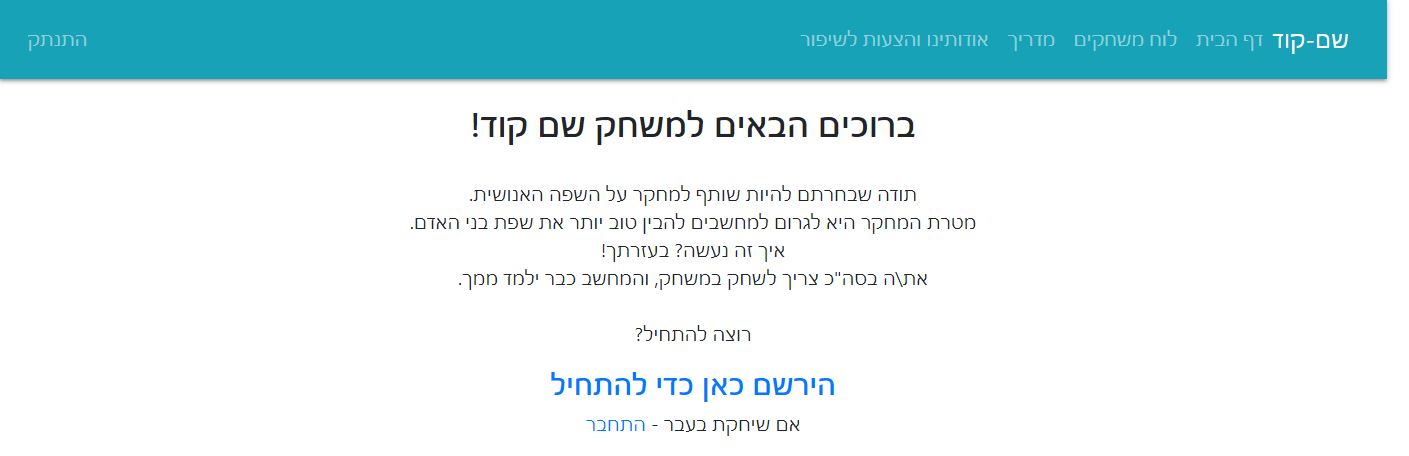 שם-קוד דף הבית לוח משחקים מדריך אודותינו והצעות לשיפור התנתק
ברוכים הבאים למשחק שם קוד!
תודה שבחרתם להיות שותף למחקר על השפה האנושית.
מטרת המחקר היא לגרום למחשבים להבין טוב יותר את שפת בני האדם.
איך זה נעשה? בעזרתך!
את\ה בסה"כ צריך לשחק במשחק, והמחשב כבר ילמד ממך.
רוצה להתחיל?
הירשם כאן כדי להתחיל
אם שיחקת בעבר - התחבר